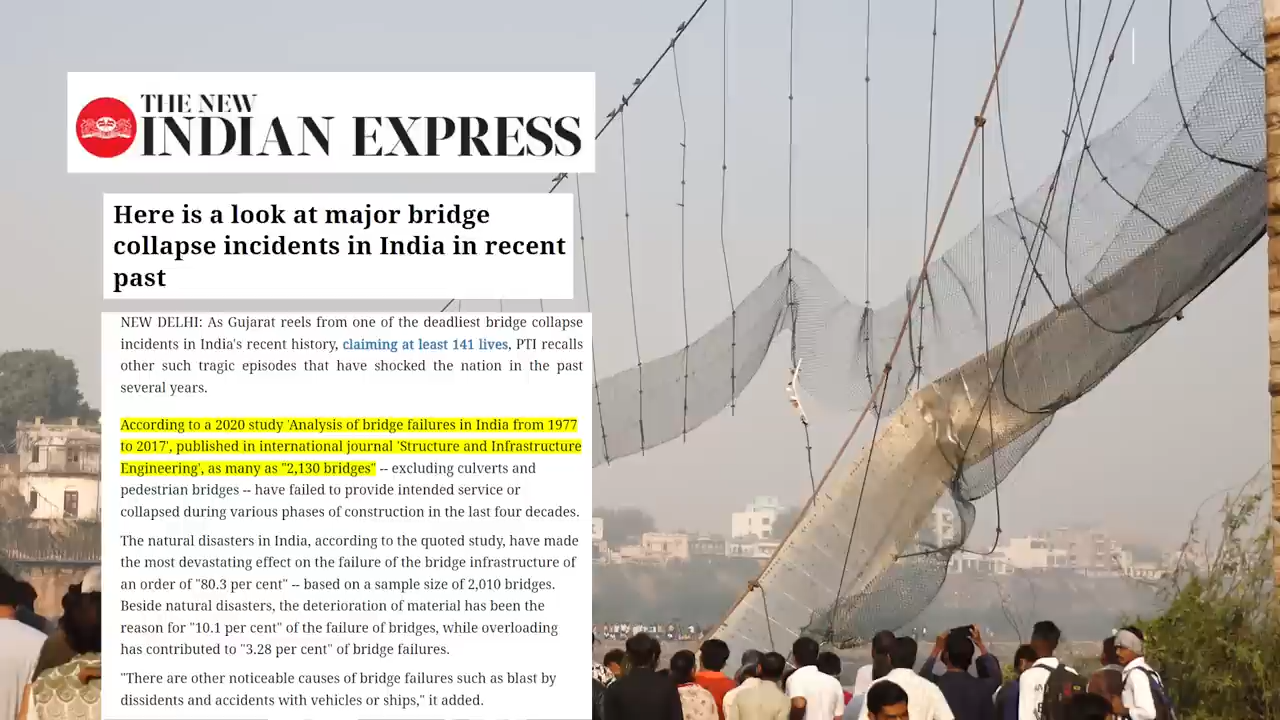 THE NEW
INDIAN EXPRESS
Here is a look at major bridge
collapse incidents in India in recent
past
NEW DELHI: As Gujarat reels from one of the deadliest bridge collapse
incidents in India's recent history, claiming at least 141 lives, PTI recalls
other such tragic episodes that have shocked the nation in the past
several years.
According to a 2020 study 'Analysis of bridge failures in India from 1977
to 2017', published in international journal 'Structure and Infrastructure
Engineering', as many as "2,130 bridges" -- excluding culverts and
pedestrian bridges -- have failed to provide intended service or
collapsed during various phases of construction in the last four decades.
The natural disasters in India, according to the quoted study, have made
the most devastating effect on the failure of the bridge infrastructure of
an order of "80.3 per cent" -- based on a sample size of 2,010 bridges.
Beside natural disasters, the deterioration of material has been the
reason for "10.1 per cent" of the failure of bridges, while overloading
has contributed to "3.28 per cent" of bridge failures.
"There are other noticeable causes of bridge failures such as blast by
dissidents and accidents with vehicles or ships," it added.